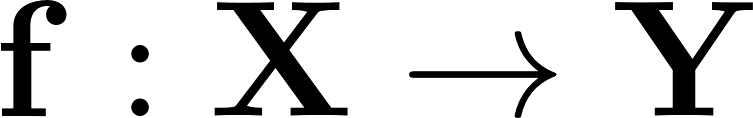 f : X → Y